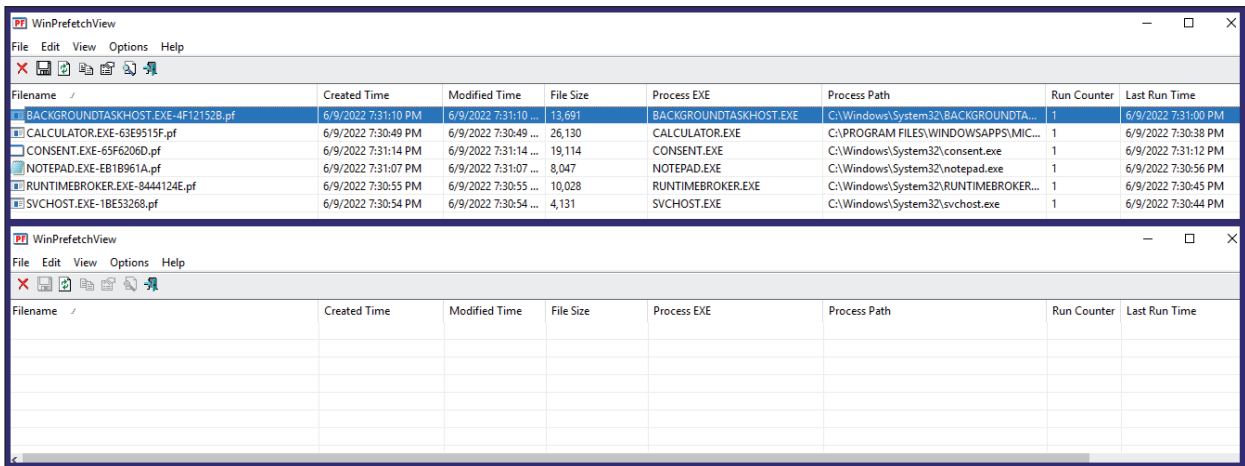 WinPrefetchView
File Edit View Options Help
Filename / Created Time Modified Time File Size Process EXE Process Path Run Counter Last Run Time
BACKGROUNDTASKHOST.EXE-4F12152B.pf 6/9/2022 7:31:10 PM 6/9/2022 7:31:10 ... 13,691 BACKGROUNDTASKHOST.EXE C:\Windows\System32\BACKGROUNDTA... 1 6/9/2022 7:31:00 PM
CALCULATOR.EXE-63E9515F.pf 6/9/2022 7:30:49 PM 6/9/2022 7:30:49 ... 26,130 CALCULATOR.EXE C:\PROGRAM FILES\WINDOWSAPPS\MIC... 1 6/9/2022 7:30:38 PM
CONSENT.EXE-65F6206D.pf 6/9/2022 7:31:14 PM 6/9/2022 7:31:14 ... 19,114 CONSENT.EXE C:\Windows\System32\consent.exe 1 6/9/2022 7:31:12 PM
NOTEPAD.EXE-EB1B961A.pf 6/9/2022 7:31:07 PM 6/9/2022 7:31:07 ... 8,047 NOTEPAD.EXE C:\Windows\System32\notepad.exe 1 6/9/2022 7:30:56 PM
RUNTIMEBROKER.EXE-8444124E.pf 6/9/2022 7:30:55 PM 6/9/2022 7:30:55 ... 10,028 RUNTIMEBROKER.EXE C:\Windows\System32\RUNTIMEBROKER... 1 6/9/2022 7:30:45 PM
SVCHOST.EXE-1BE53268.pf 6/9/2022 7:30:54 PM 6/9/2022 7:30:54 ... 4,131 SVCHOST.EXE C:\Windows\System32\svchost.exe 1 6/9/2022 7:30:44 PM
WinPrefetchView
File Edit View Options Help
Filename / Created Time Modified Time File Size Process EXE Process Path Run Counter Last Run Time